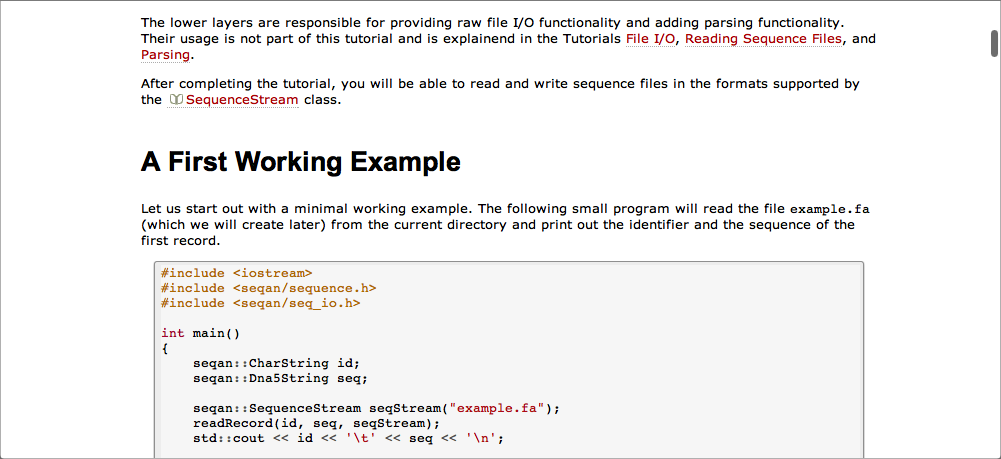 The lower layers are responsible for providing raw file I/O functionality and adding parsing functionality.
Their usage is not part of this tutorial and is explainend in the Tutorials File I/O, Reading Sequence Files, and
Parsing.
After completing the tutorial, you will be able to read and write sequence files in the formats supported by
the SequenceStream class.
A First Working Example
Let us start out with a minimal working example. The following small program will read the file example.fa
(which we will create later) from the current directory and print out the identifier and the sequence of the
first record.
#include <iostream>
#include <seqan/sequence.h>
#include <seqan/seq_io.h>
int main()
{
    seqan::CharString id;
    seqan::Dna5String seq;
    seqan::SequenceStream seqStream("example.fa");
    readRecord(id, seq, seqStream);
    std::cout << id << '\t' << seq << '\n';